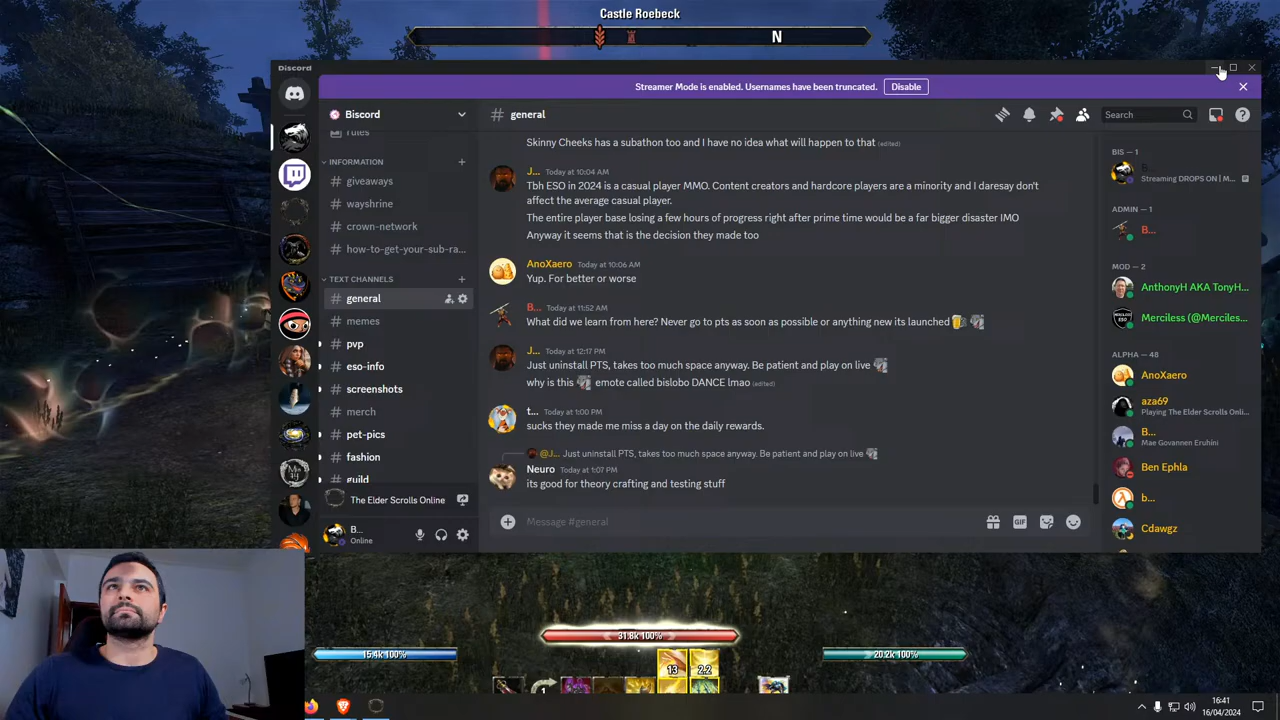 Castle Roebeck
N
Discord
Streamer Mode is enabled. Usernames have been truncated. Disable
Biscord
# general
Search
rules
INFORMATION
# giveaways
# wayshrine
# crown-network
# how-to-get-your-sub-ra...
TEXT CHANNELS
# general
# memes
# pvp
# eso-info
# screenshots
# merch
# pet-pics
# fashion
# guild
The Elder Scrolls Online
B...
Online
Skinny Cheeks has a subathon too and I have no idea what will happen to that (edited)
J... Today at 10:04 AM
Tbh ESO in 2024 is a casual player MMO. Content creators and hardcore players are a minority and I daresay don't
affect the average casual player.
The entire player base losing a few hours of progress right after prime time would be a far bigger disaster IMO
Anyway it seems that is the decision they made too
AnoXaero Today at 10:06 AM
Yup. For better or worse
B... Today at 11:52 AM
What did we learn from here? Never go to pts as soon as possible or anything new its launched
J... Today at 12:17 PM
Just uninstall PTS, takes too much space anyway. Be patient and play on live
why is this emote called bislobo DANCE lmao (edited)
t... Today at 1:00 PM
sucks they made me miss a day on the daily rewards.
@J... Just uninstall PTS, takes too much space anyway. Be patient and play on live
Neuro Today at 1:07 PM
its good for theory crafting and testing stuff
Message #general
GIF
BIS — 1
B...
Streaming DROPS ON | M...
ADMIN — 1
B...
MOD — 2
AnthonyH AKA TonyH...
Merciless (@Merciles...
ALPHA — 48
AnoXaero
aza69
Playing The Elder Scrolls Onli...
B...
Mae Govannen Eruhini
Ben Ephla
b...
Cdawgz
31.8k 100%
15.4k 100%
20.2k 100%
13
2.2
1
16:41
16/04/2024